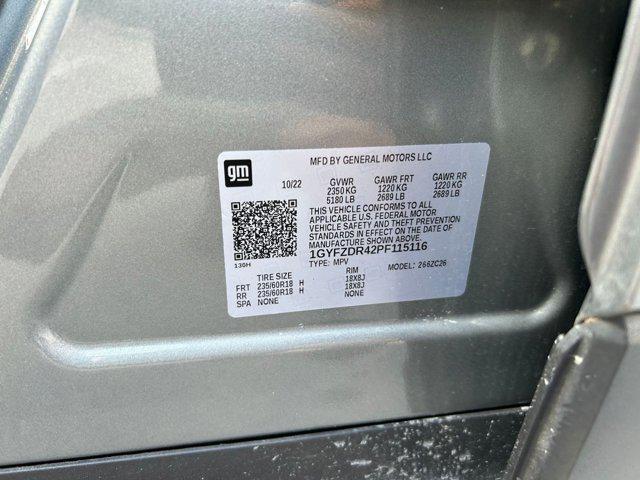 gm
MFD BY GENERAL MOTORS LLC
10/22 GVWR GAWR FRT GAWR RR
2350 KG 1220 KG 1220 KG
5180 LB 2689 LB 2689 LB
THIS VEHICLE CONFORMS TO ALL
APPLICABLE U.S. FEDERAL MOTOR
VEHICLE SAFETY AND THEFT PREVENTION
STANDARDS IN EFFECT ON THE DATE OF
MANUFACTURE SHOWN ABOVE.
1GYFZDR42PF115116
130H TYPE: MPV MODEL: 266ZC26
TIRE SIZE RIM
FRT 235/60R18 H 18X8J
RR 235/60R18 H 18X8J
SPA NONE NONE